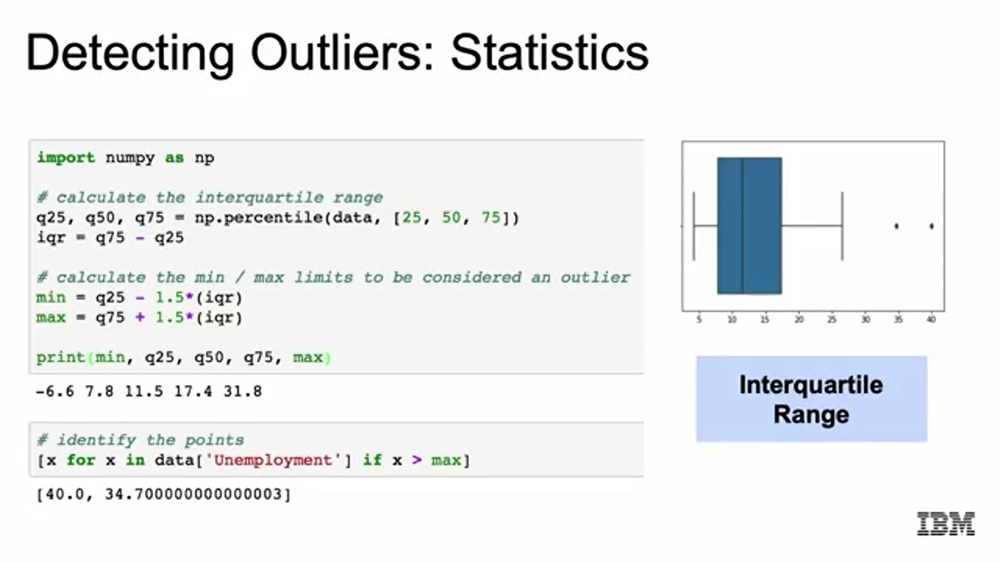 Detecting Outliers: Statistics
import numpy as np
# calculate the interquartile range
q25, q50, q75 = np.percentile(data, [25, 50, 75])
iqr = q75 - q25
# calculate the min / max limits to be considered an outlier
min = q25 - 1.5*(iqr)
max = q75 + 1.5*(iqr)
print(min, q25, q50, q75, max)
-6.6 7.8 11.5 17.4 31.8
# identify the points
[x for x in data['Unemployment'] if x > max]
[40.0, 34.700000000000003]
5 10 15 20 25 30 35 40
Interquartile
Range
IBM